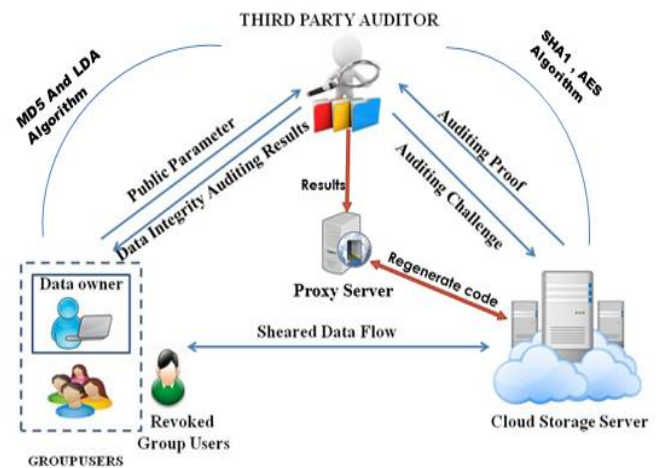 THIRD PARTY AUDITOR
MD5 And LDA
Algorithm
SHA1 , AES
Algorithm
Public Parameter
Data Integrity Auditing Results
Auditing Proof
Auditing Challenge
Results
Proxy Server
Regenerate code
Data owner
Sheared Data Flow
Revoked
Group Users
Cloud Storage Server
GROUPUSERS